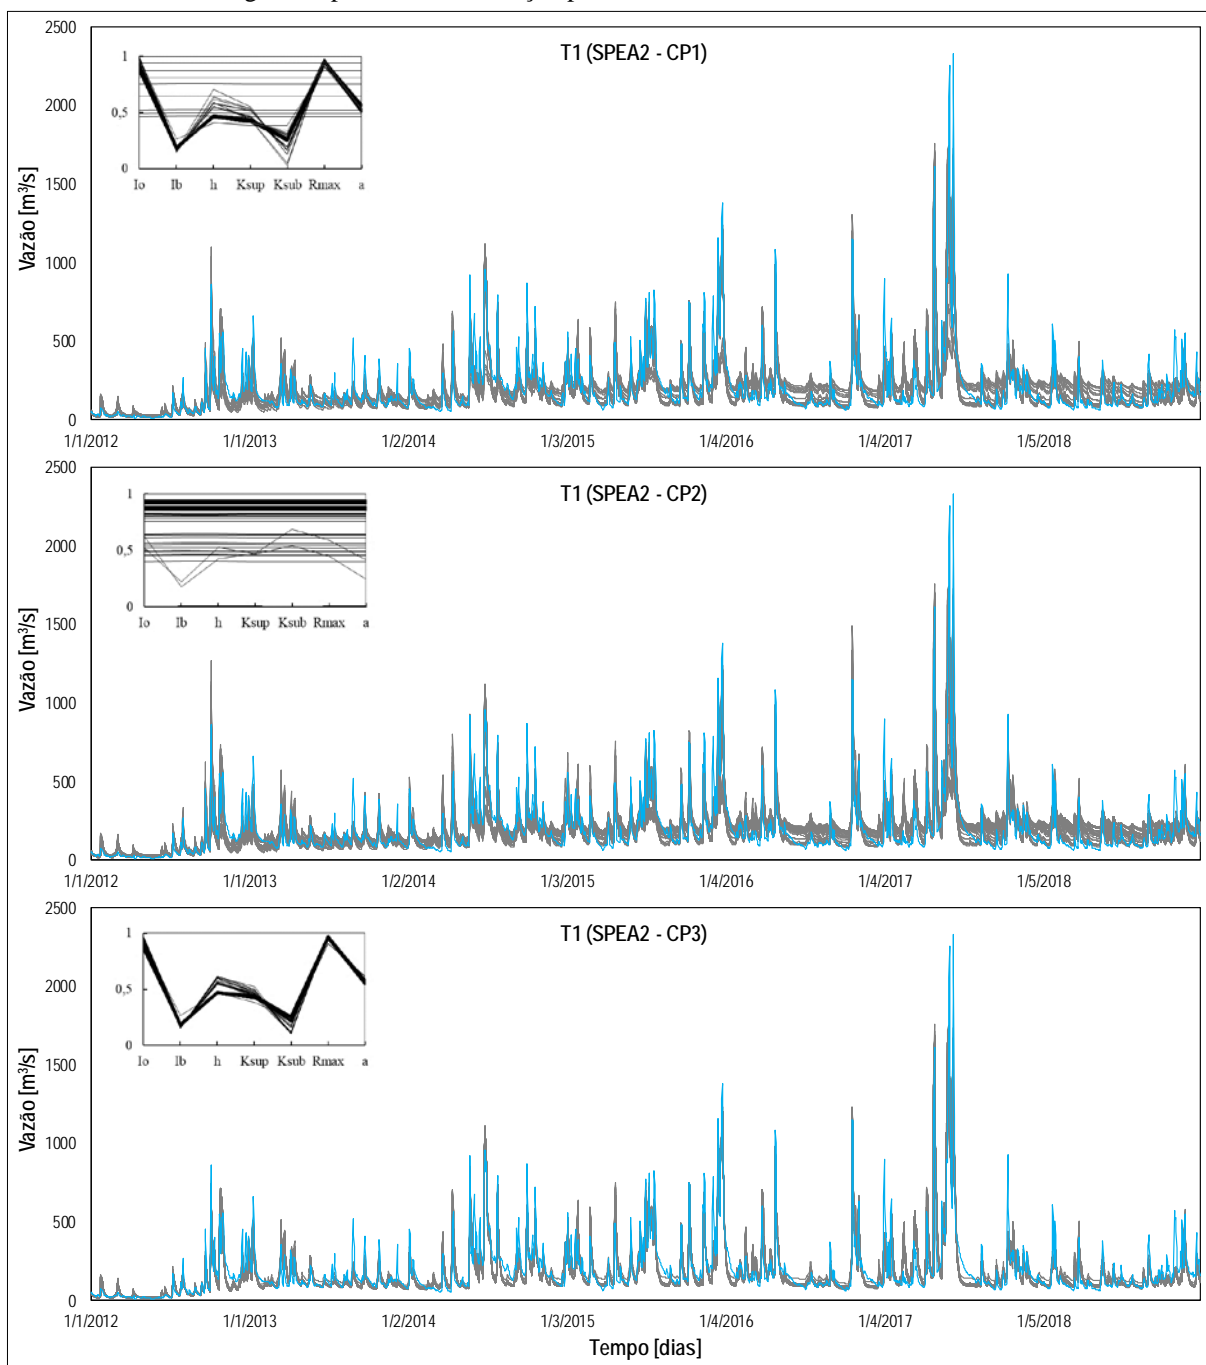 2500
T1 (SPEA2 - CP1)
2000
1500
1000
500
0
Vazão [m³/s]
1
0,5
0
Io Ib h Ksup Ksub Rmax a
1/1/2012 1/1/2013 1/2/2014 1/3/2015 1/4/2016 1/4/2017 1/5/2018
2500
T1 (SPEA2 - CP2)
2000
1500
1000
500
0
Vazão [m³/s]
1
0,5
0
Io Ib h Ksup Ksub Rmax a
1/1/2012 1/1/2013 1/2/2014 1/3/2015 1/4/2016 1/4/2017 1/5/2018
2500
T1 (SPEA2 - CP3)
2000
1500
1000
500
0
Vazão [m³/s]
1
0,5
0
Io Ib h Ksup Ksub Rmax a
1/1/2012 1/1/2013 1/2/2014 1/3/2015 1/4/2016 1/4/2017 1/5/2018
Tempo [dias]